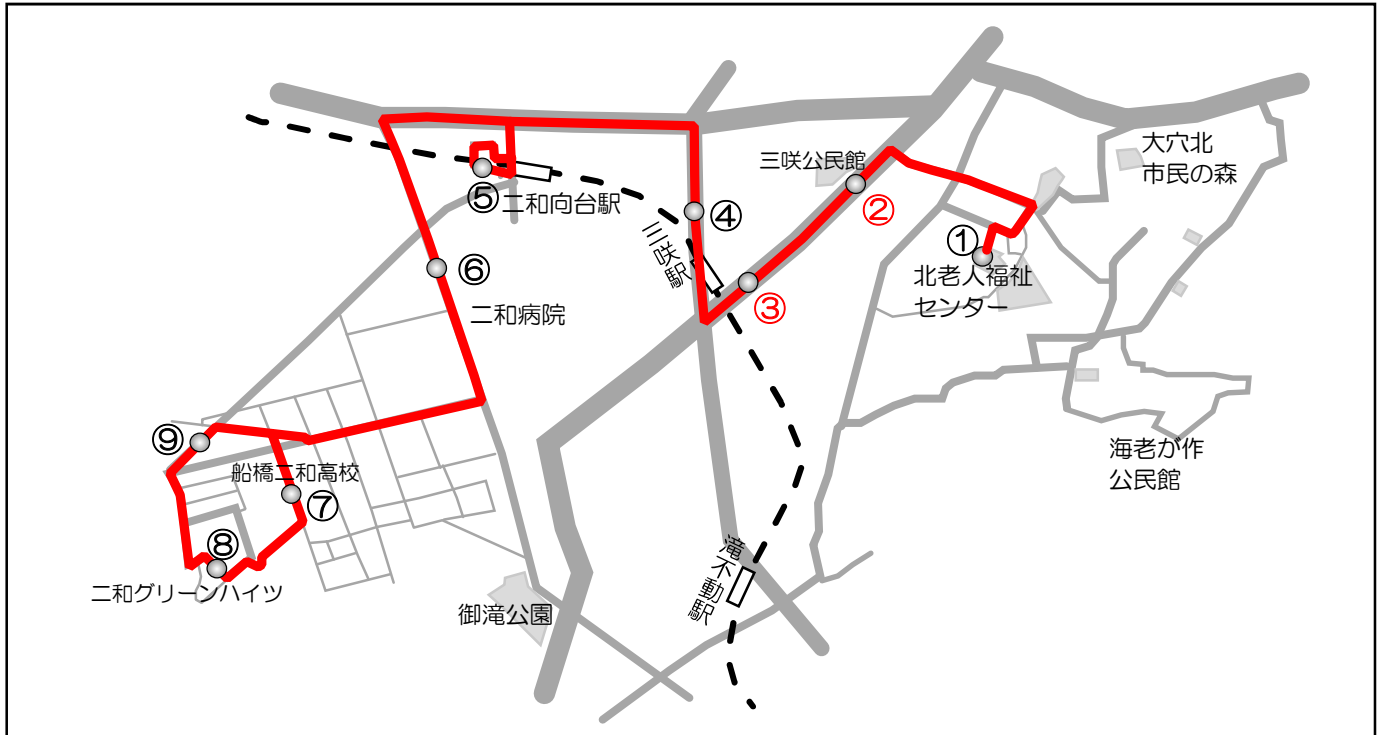 大穴北
市民の森
三咲公民館
②
①
北老人福祉
センター
⑤
二和向台駅
④
三咲駅
③
⑥
二和病院
⑨
船橋二和高校
⑦
⑧
二和グリーンハイツ
海老が作
公民館
滝不動駅
御滝公園